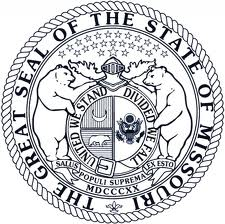 THE GREAT SEAL OF THE STATE OF MISSOURI
UNITED WE STAND DIVIDED WE FALL
SALUS POPULI SUPREMA LEX ESTO
MDCCCXX